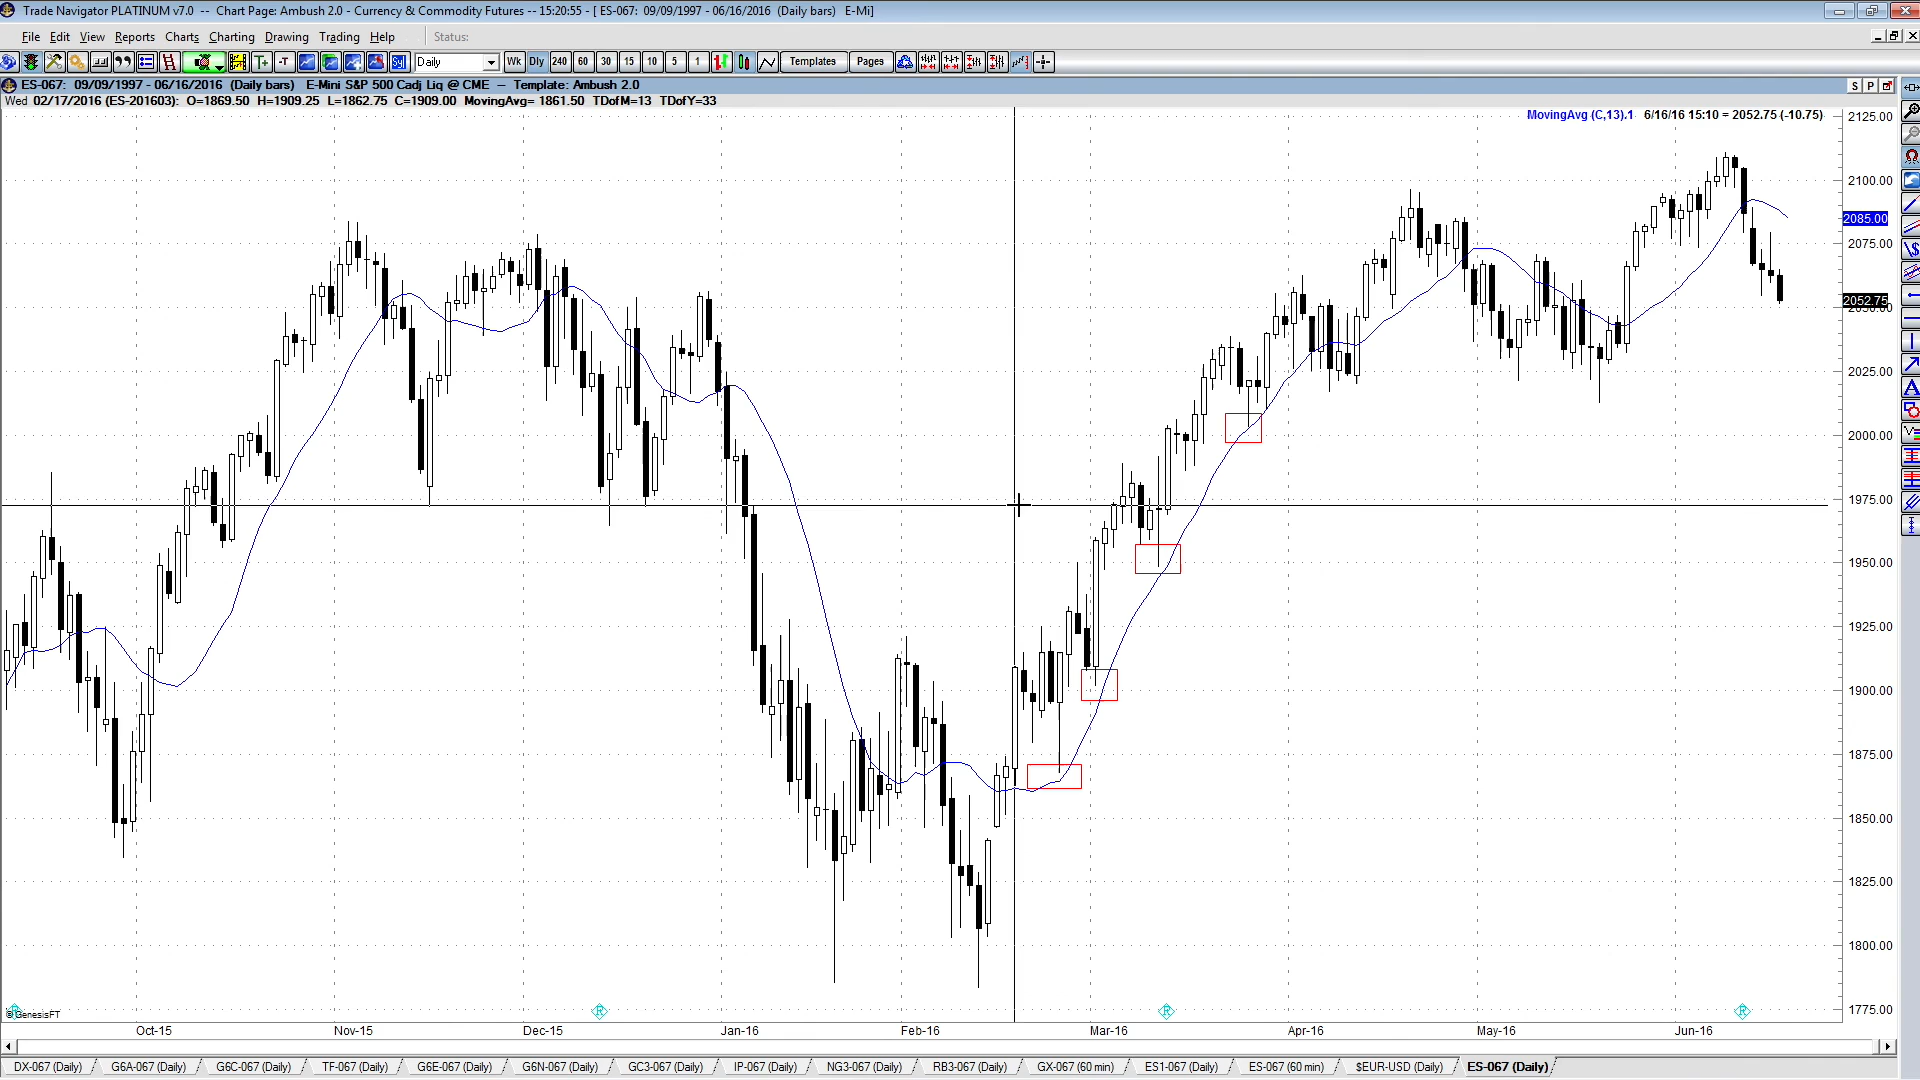 Trade Navigator PLATINUM v7.0 -- Chart Page: Ambush 2.0 - Currency & Commodity Futures -- 15:20:55 - [ ES-067: 09/09/1997 - 06/16/2016 (Daily bars) E-Mi]
File Edit View Reports Charts Charting Drawing Trading Help Status:
Daily Wk Dly 240 60 30 15 10 5 1 Templates Pages
ES-067: 09/09/1997 - 06/16/2016 (Daily bars) E-Mini S&P 500 Cadj Liq @ CME -- Template: Ambush 2.0 S P
Wed 02/17/2016 (ES-201603): O=1869.50 H=1909.25 L=1862.75 C=1909.00 MovingAvg= 1861.50 TDofM=13 TDofY=33
MovingAvg (C,13).1 6/16/16 15:10 = 2052.75 (-10.75)
2125.00
2100.00
2085.00
2075.00
2052.75
2050.00
2025.00
2000.00
1975.00
1950.00
1925.00
1900.00
1875.00
1850.00
1825.00
1800.00
1775.00
R R R
©GenesisFT
Oct-15 Nov-15 Dec-15 Jan-16 Feb-16 Mar-16 Apr-16 May-16 Jun-16
DX-067 (Daily) G6A-067 (Daily) G6C-067 (Daily) TF-067 (Daily) G6E-067 (Daily) G6N-067 (Daily) GC3-067 (Daily) IP-067 (Daily) NG3-067 (Daily) RB3-067 (Daily) GX-067 (60 min) ES1-067 (Daily) ES-067 (60 min) $EUR-USD (Daily) ES-067 (Daily)